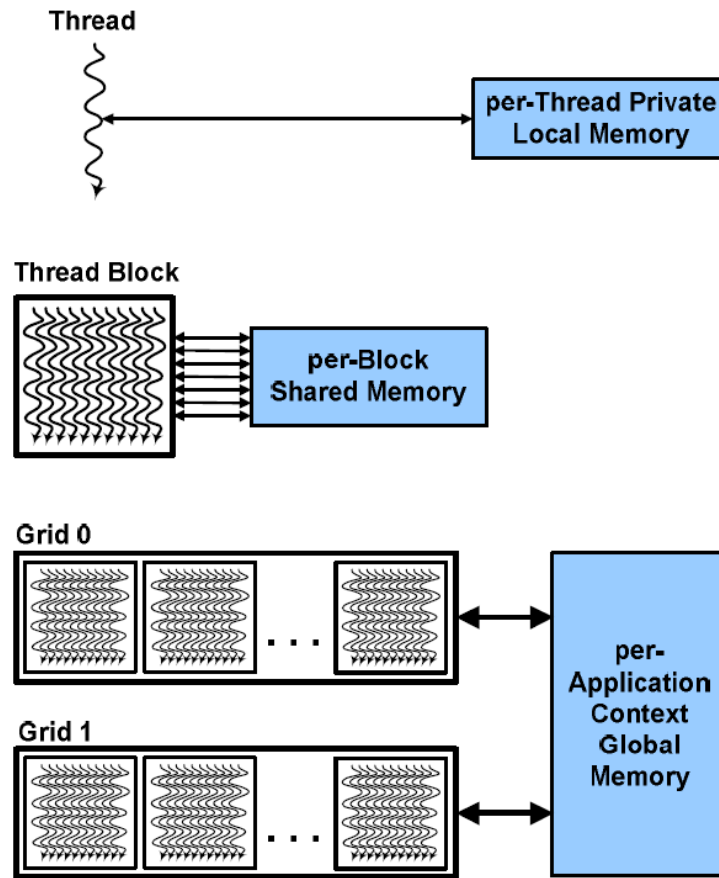 Thread
per-Thread Private
Local Memory
Thread Block
per-Block
Shared Memory
Grid 0
. . .
Grid 1
. . .
per-
Application
Context
Global
Memory